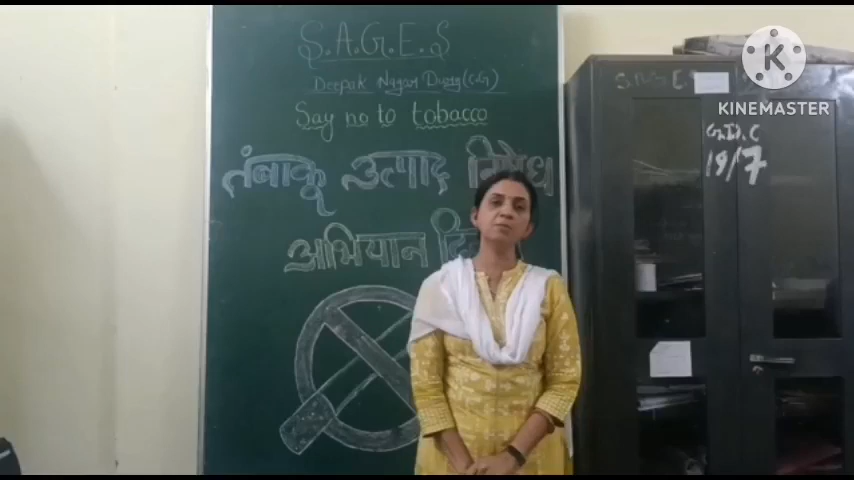 S.A.G.E.S
Deepak Nagar Durg (C.G)
Say no to tobacco
तंबाकू उत्पाद निषेध
अभियान
KINEMASTER
G.D.C
19/7